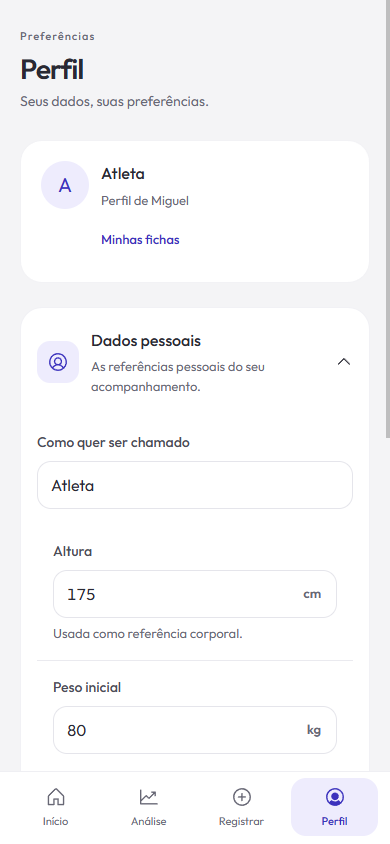 Preferências
Perfil
Seus dados, suas preferências.
A
Atleta
Perfil de Miguel
Minhas fichas
Dados pessoais
As referências pessoais do seu
acompanhamento.
Como quer ser chamado
Atleta
Altura
175 cm
Usada como referência corporal.
Peso inicial
80 kg
Início Análise Registrar Perfil